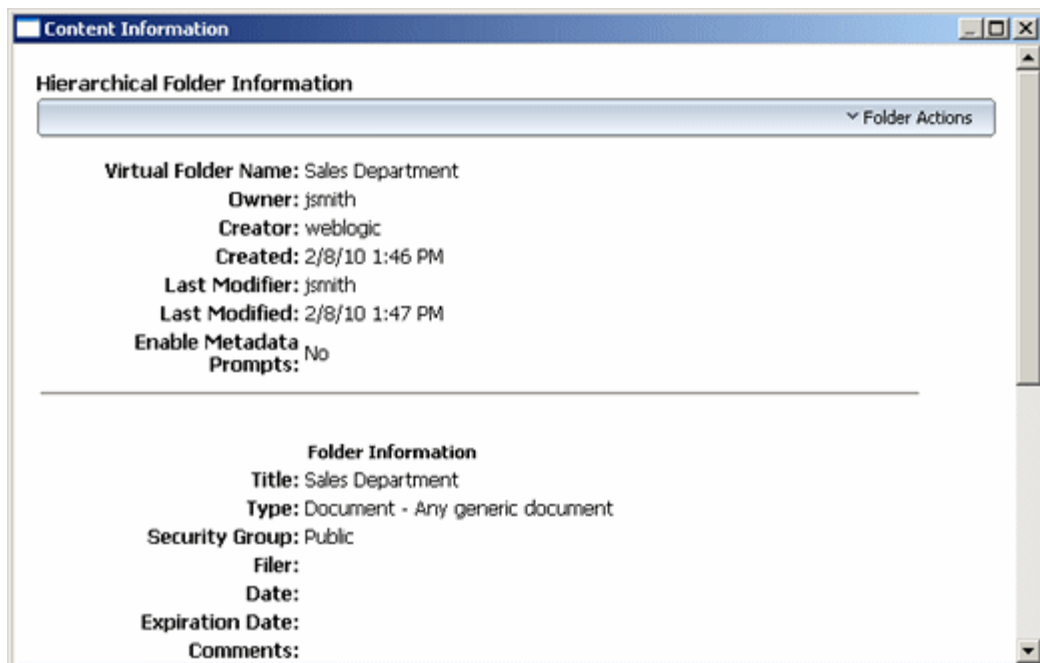 Content Information
Hierarchical Folder Information
Folder Actions
Virtual Folder Name: Sales Department
Owner: jsmith
Creator: weblogic
Created: 2/8/10 1:46 PM
Last Modifier: jsmith
Last Modified: 2/8/10 1:47 PM
Enable Metadata
Prompts: No
Folder Information
Title: Sales Department
Type: Document - Any generic document
Security Group: Public
Filer:
Date:
Expiration Date:
Comments: